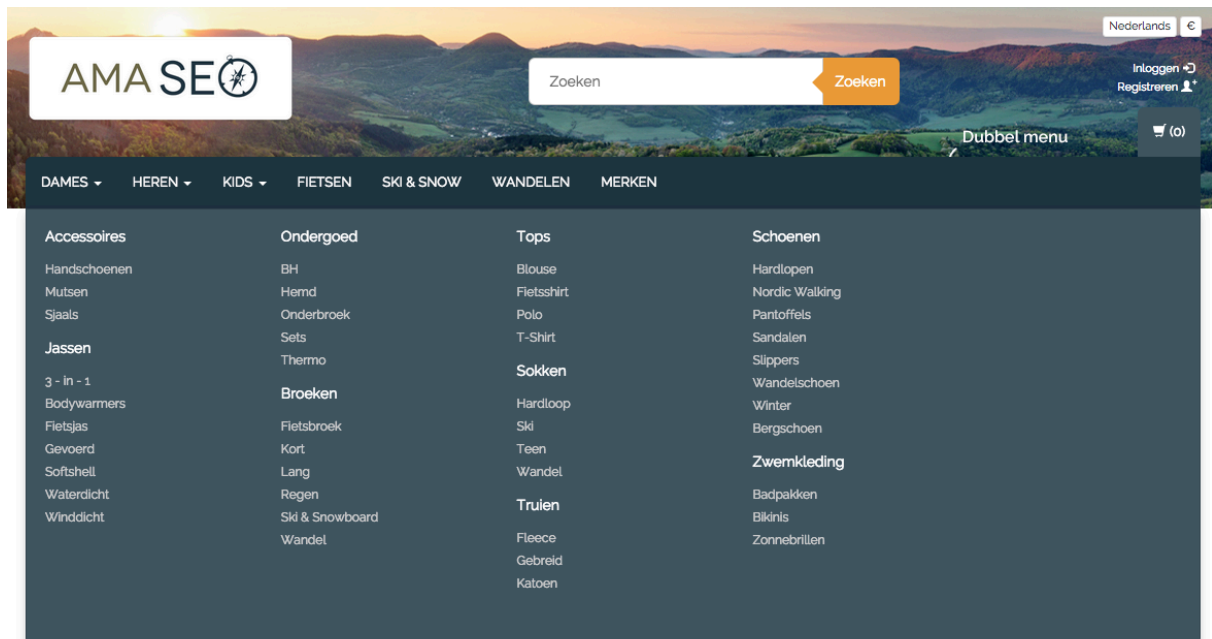 Nederlands €
AMA SEO
Zoeken Zoeken
Inloggen
Registreren
Dubbel menu
(0)
DAMES HEREN KIDS FIETSEN SKI & SNOW WANDELEN MERKEN
Accessoires
Handschoenen
Mutsen
Sjaals
Jassen
3 - in - 1
Bodywarmers
Fietsjas
Gevoerd
Softshell
Waterdicht
Winddicht
Ondergoed
BH
Hemd
Onderbroek
Sets
Thermo
Broeken
Fietsbroek
Kort
Lang
Regen
Ski & Snowboard
Wandel
Tops
Blouse
Fietsshirt
Polo
T-Shirt
Sokken
Hardloop
Ski
Teen
Wandel
Truien
Fleece
Gebreid
Katoen
Schoenen
Hardlopen
Nordic Walking
Pantoffels
Sandalen
Slippers
Wandelschoen
Winter
Bergschoen
Zwemkleding
Badpakken
Bikinis
Zonnebrillen